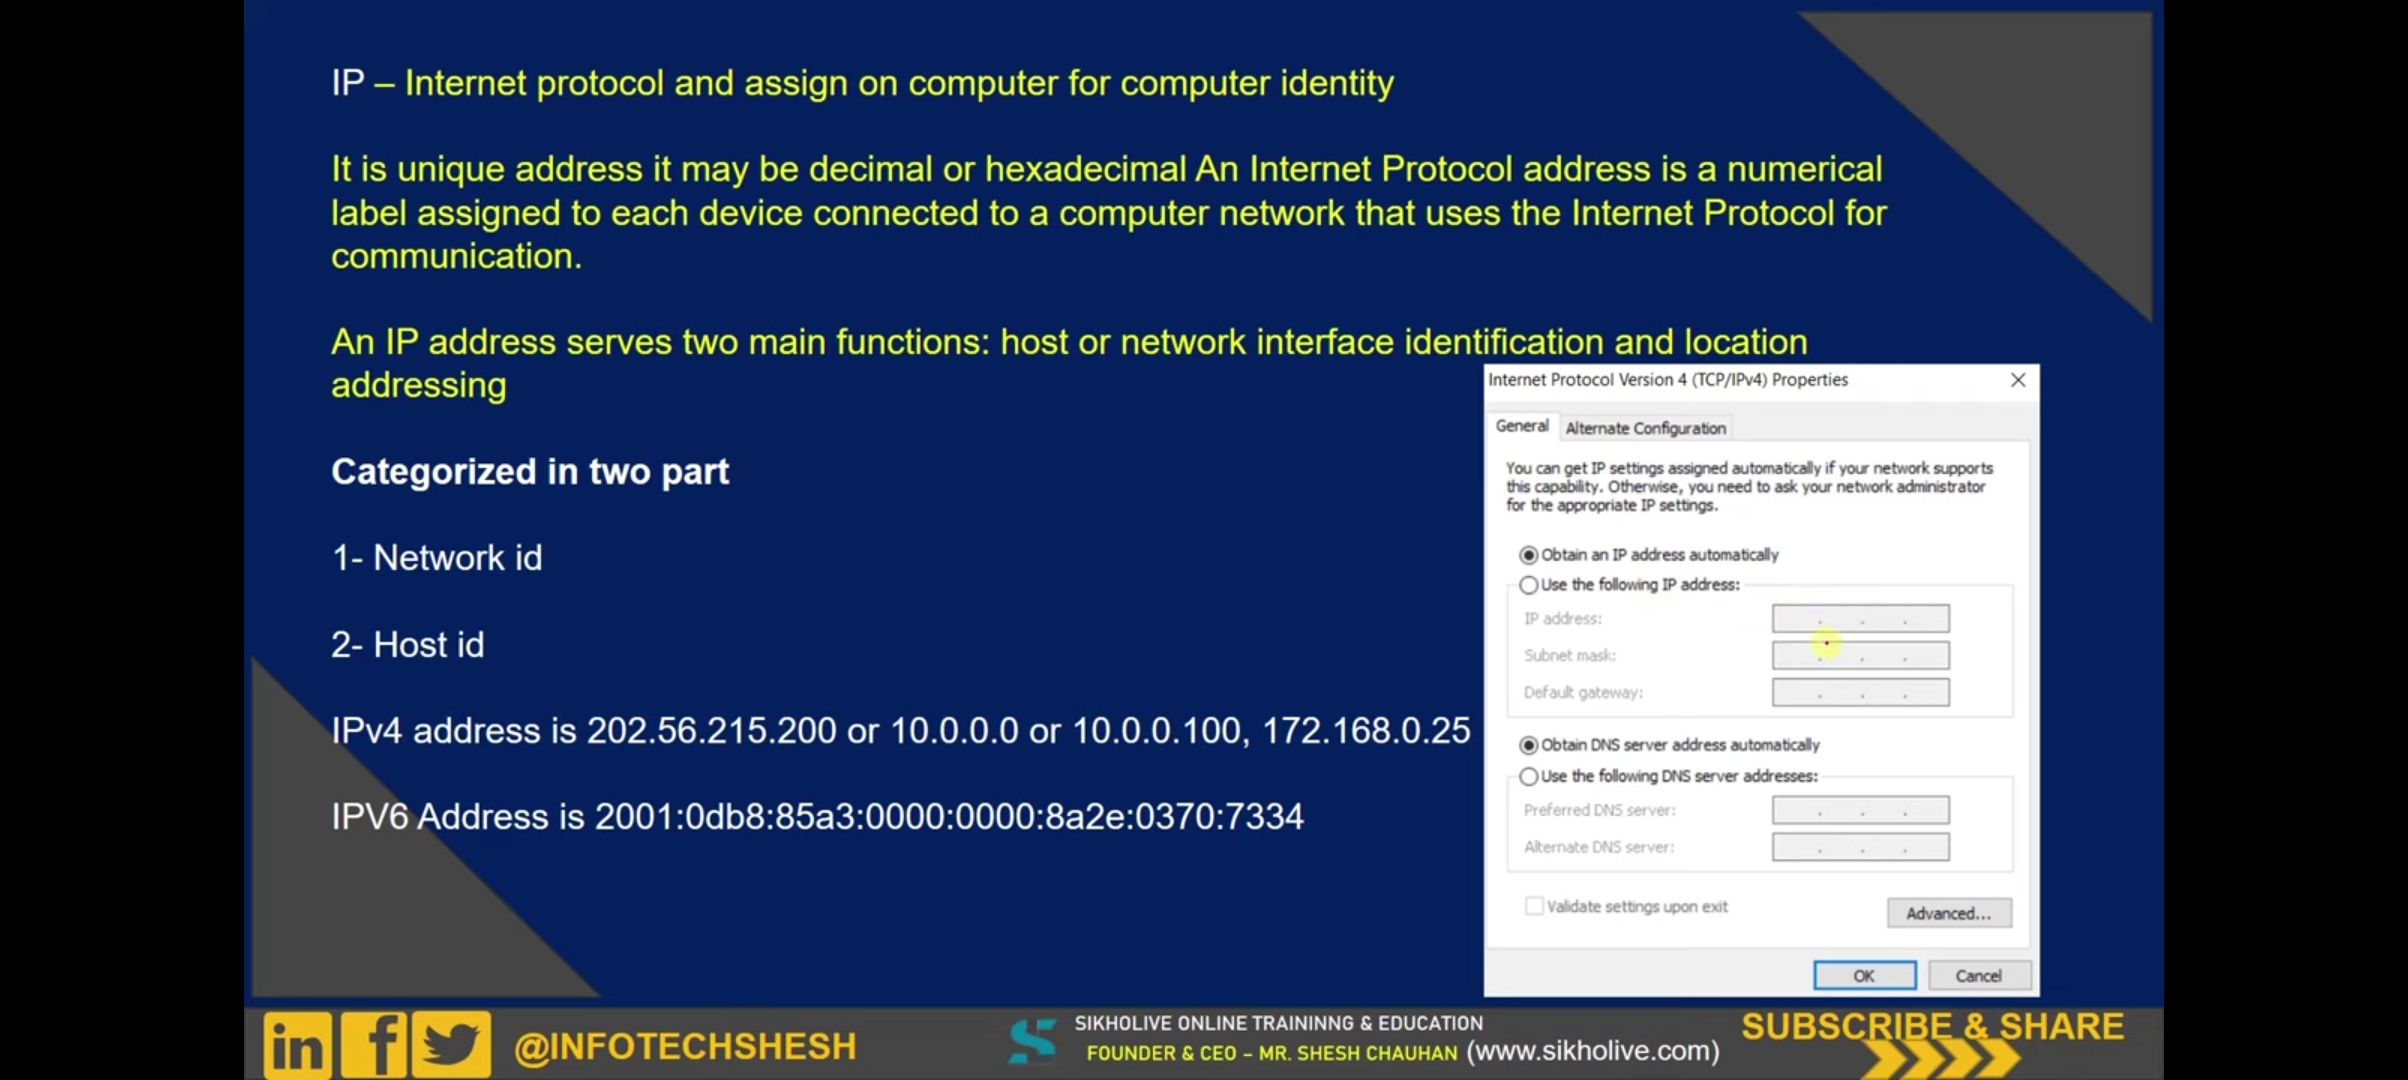 IP – Internet protocol and assign on computer for computer identity
It is unique address it may be decimal or hexadecimal An Internet Protocol address is a numerical
label assigned to each device connected to a computer network that uses the Internet Protocol for
communication.
An IP address serves two main functions: host or network interface identification and location
addressing
Categorized in two part
1- Network id
2- Host id
IPv4 address is 202.56.215.200 or 10.0.0.0 or 10.0.0.100, 172.168.0.25
IPV6 Address is 2001:0db8:85a3:0000:0000:8a2e:0370:7334
Internet Protocol Version 4 (TCP/IPv4) Properties
General
Alternate Configuration
You can get IP settings assigned automatically if your network supports
this capability. Otherwise, you need to ask your network administrator
for the appropriate IP settings.
Obtain an IP address automatically
Use the following IP address:
IP address:
Subnet mask:
Default gateway:
Obtain DNS server address automatically
Use the following DNS server addresses:
Preferred DNS server:
Alternate DNS server:
Validate settings upon exit
Advanced...
OK
Cancel
in f @INFOTECHSHESH
S
SIKHOLIVE ONLINE TRAININNG & EDUCATION
FOUNDER & CEO – MR. SHESH CHAUHAN (www.sikholive.com)
SUBSCRIBE & SHARE